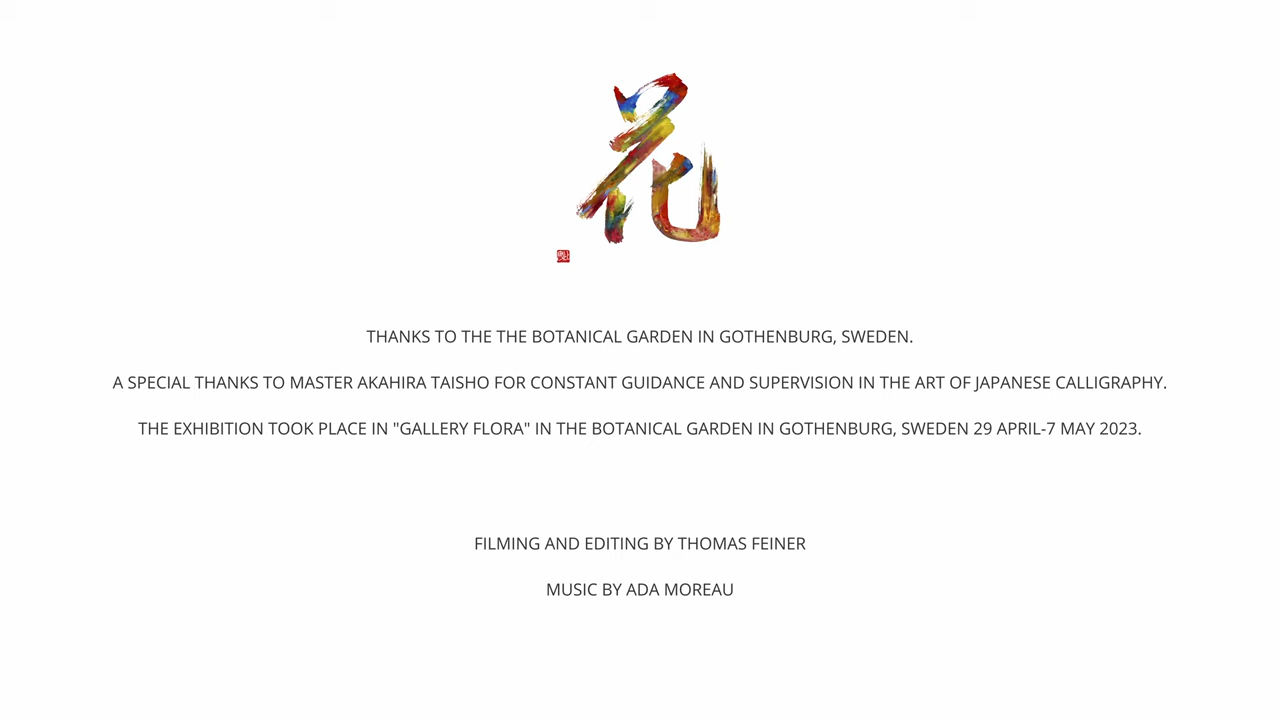 花
THANKS TO THE THE BOTANICAL GARDEN IN GOTHENBURG, SWEDEN.
A SPECIAL THANKS TO MASTER AKAHIRA TAISHO FOR CONSTANT GUIDANCE AND SUPERVISION IN THE ART OF JAPANESE CALLIGRAPHY.
THE EXHIBITION TOOK PLACE IN "GALLERY FLORA" IN THE BOTANICAL GARDEN IN GOTHENBURG, SWEDEN 29 APRIL-7 MAY 2023.
FILMING AND EDITING BY THOMAS FEINER
MUSIC BY ADA MOREAU